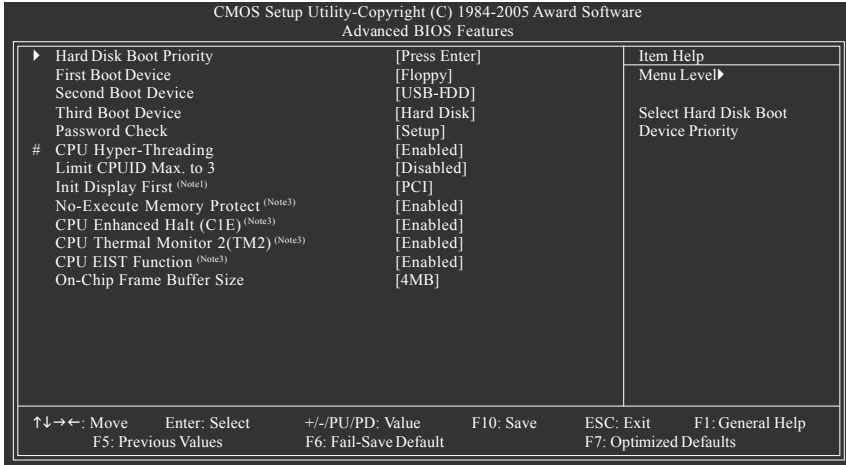 CMOS Setup Utility-Copyright (C) 1984-2005 Award Software
Advanced BIOS Features
Hard Disk Boot Priority [Press Enter]
First Boot Device [Floppy]
Second Boot Device [USB-FDD]
Third Boot Device [Hard Disk]
Password Check [Setup]
# CPU Hyper-Threading [Enabled]
Limit CPUID Max. to 3 [Disabled]
Init Display First (Note1) [PCI]
No-Execute Memory Protect (Note3) [Enabled]
CPU Enhanced Halt (C1E) (Note3) [Enabled]
CPU Thermal Monitor 2(TM2) (Note3) [Enabled]
CPU EIST Function (Note3) [Enabled]
On-Chip Frame Buffer Size [4MB]
Item Help
Menu Level
Select Hard Disk Boot
Device Priority
↑↓→←: Move Enter: Select +/-/PU/PD: Value F10: Save ESC: Exit F1: General Help
F5: Previous Values F6: Fail-Save Default F7: Optimized Defaults